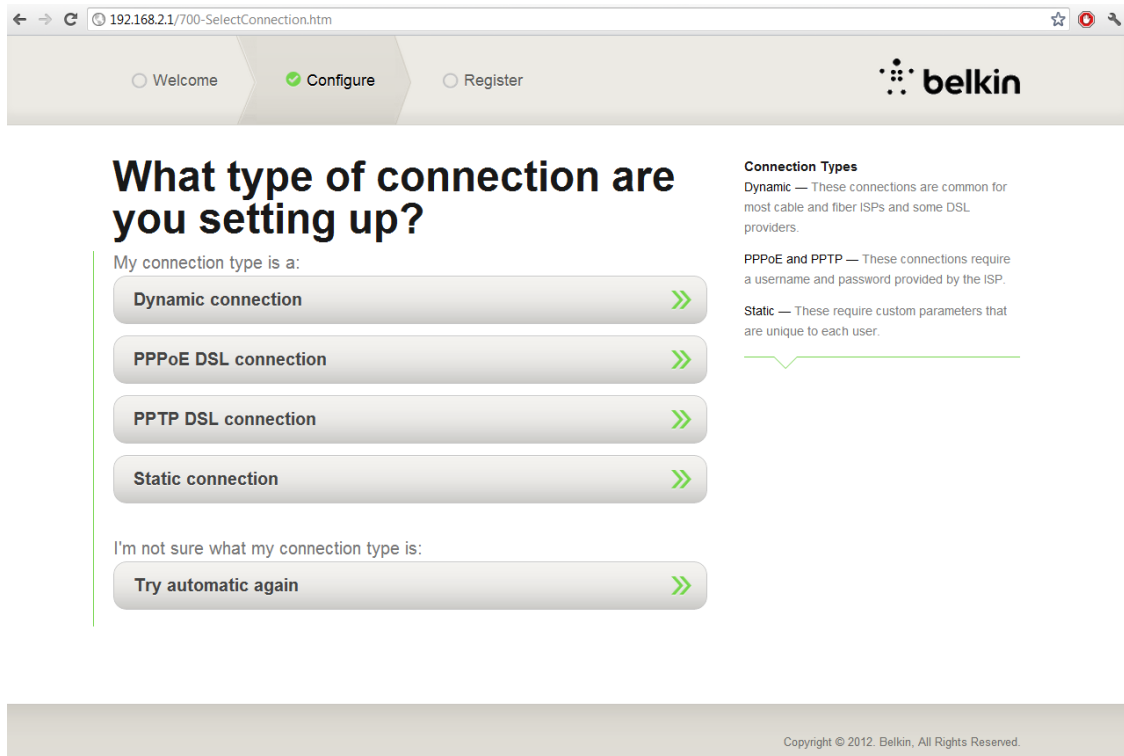 192.168.2.1/700-SelectConnection.htm
Welcome
Configure
Register
belkin
What type of connection are
you setting up?
My connection type is a:
Dynamic connection
PPPoE DSL connection
PPTP DSL connection
Static connection
I'm not sure what my connection type is:
Try automatic again
Connection Types
Dynamic — These connections are common for
most cable and fiber ISPs and some DSL
providers.
PPPoE and PPTP — These connections require
a username and password provided by the ISP.
Static — These require custom parameters that
are unique to each user.
Copyright © 2012. Belkin, All Rights Reserved.